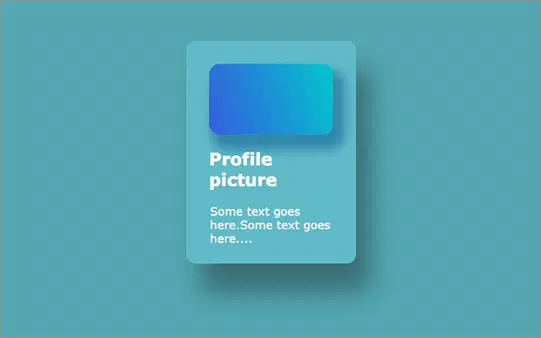 Profile
picture
Some text goes
here.Some text goes
here....